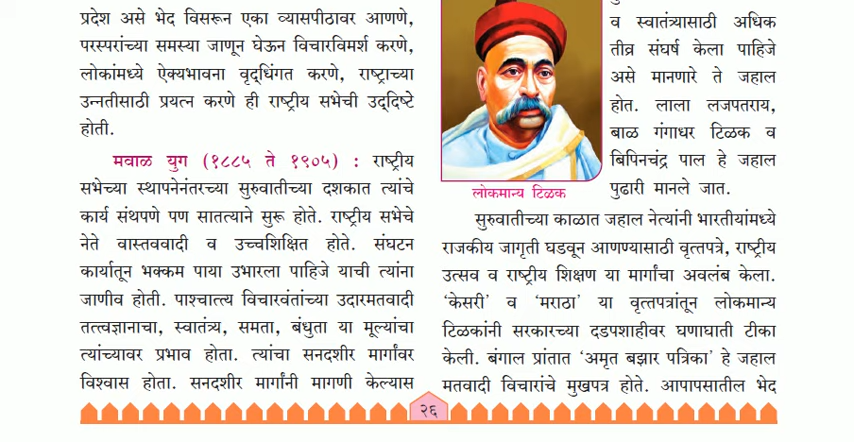 प्रदेश असे भेद विसरून एका व्यासपीठावर आणणे,
परस्परांच्या समस्या जाणून घेऊन विचारविमर्श करणे,
लोकांमध्ये ऐक्यभावना वृद्धिंगत करणे, राष्ट्राच्या
उन्नतीसाठी प्रयत्न करणे ही राष्ट्रीय सभेची उद्दिष्टे
होती.
मवाळ युग (१८८५ ते १९०५) : राष्ट्रीय
सभेच्या स्थापनेनंतरच्या सुरुवातीच्या दशकात त्यांचे
कार्य संथपणे पण सातत्याने सुरू होते. राष्ट्रीय सभेचे
नेते वास्तववादी व उच्चशिक्षित होते. संघटन
कार्यातून भक्कम पाया उभारला पाहिजे याची त्यांना
जाणीव होती. पाश्चात्त्य विचारवंतांच्या उदारमतवादी
तत्त्वज्ञानाचा, स्वातंत्र्य, समता, बंधुता या मूल्यांचा
त्यांच्यावर प्रभाव होता. त्यांचा सनदशीर मार्गांवर
विश्वास होता. सनदशीर मार्गांनी मागणी केल्यास
व स्वातंत्र्यासाठी अधिक
तीव्र संघर्ष केला पाहिजे
असे मानणारे ते जहाल
होत. लाला लजपतराय,
बाळ गंगाधर टिळक व
बिपिनचंद्र पाल हे जहाल
पुढारी मानले जात.
लोकमान्य टिळक
सुरुवातीच्या काळात जहाल नेत्यांनी भारतीयांमध्ये
राजकीय जागृती घडवून आणण्यासाठी वृत्तपत्रे, राष्ट्रीय
उत्सव व राष्ट्रीय शिक्षण या मार्गांचा अवलंब केला.
‘केसरी’ व ‘मराठा’ या वृत्तपत्रांतून लोकमान्य
टिळकांनी सरकारच्या दडपशाहीवर घणाघाती टीका
केली. बंगाल प्रांतात ‘अमृत बझार पत्रिका’ हे जहाल
मतवादी विचारांचे मुखपत्र होते. आपापसातील भेद
२६